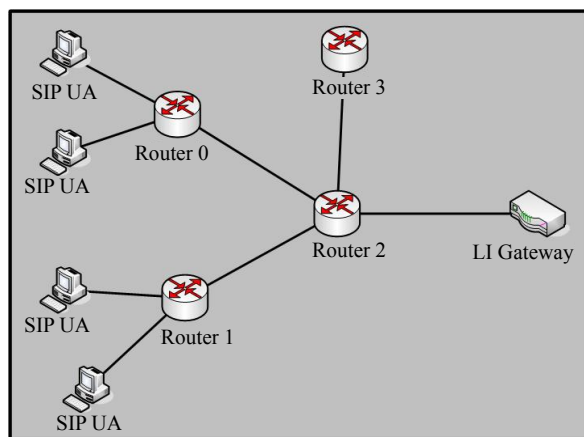 SIP UA
Router 3
SIP UA
Router 0
Router 2
LI Gateway
SIP UA
Router 1
SIP UA